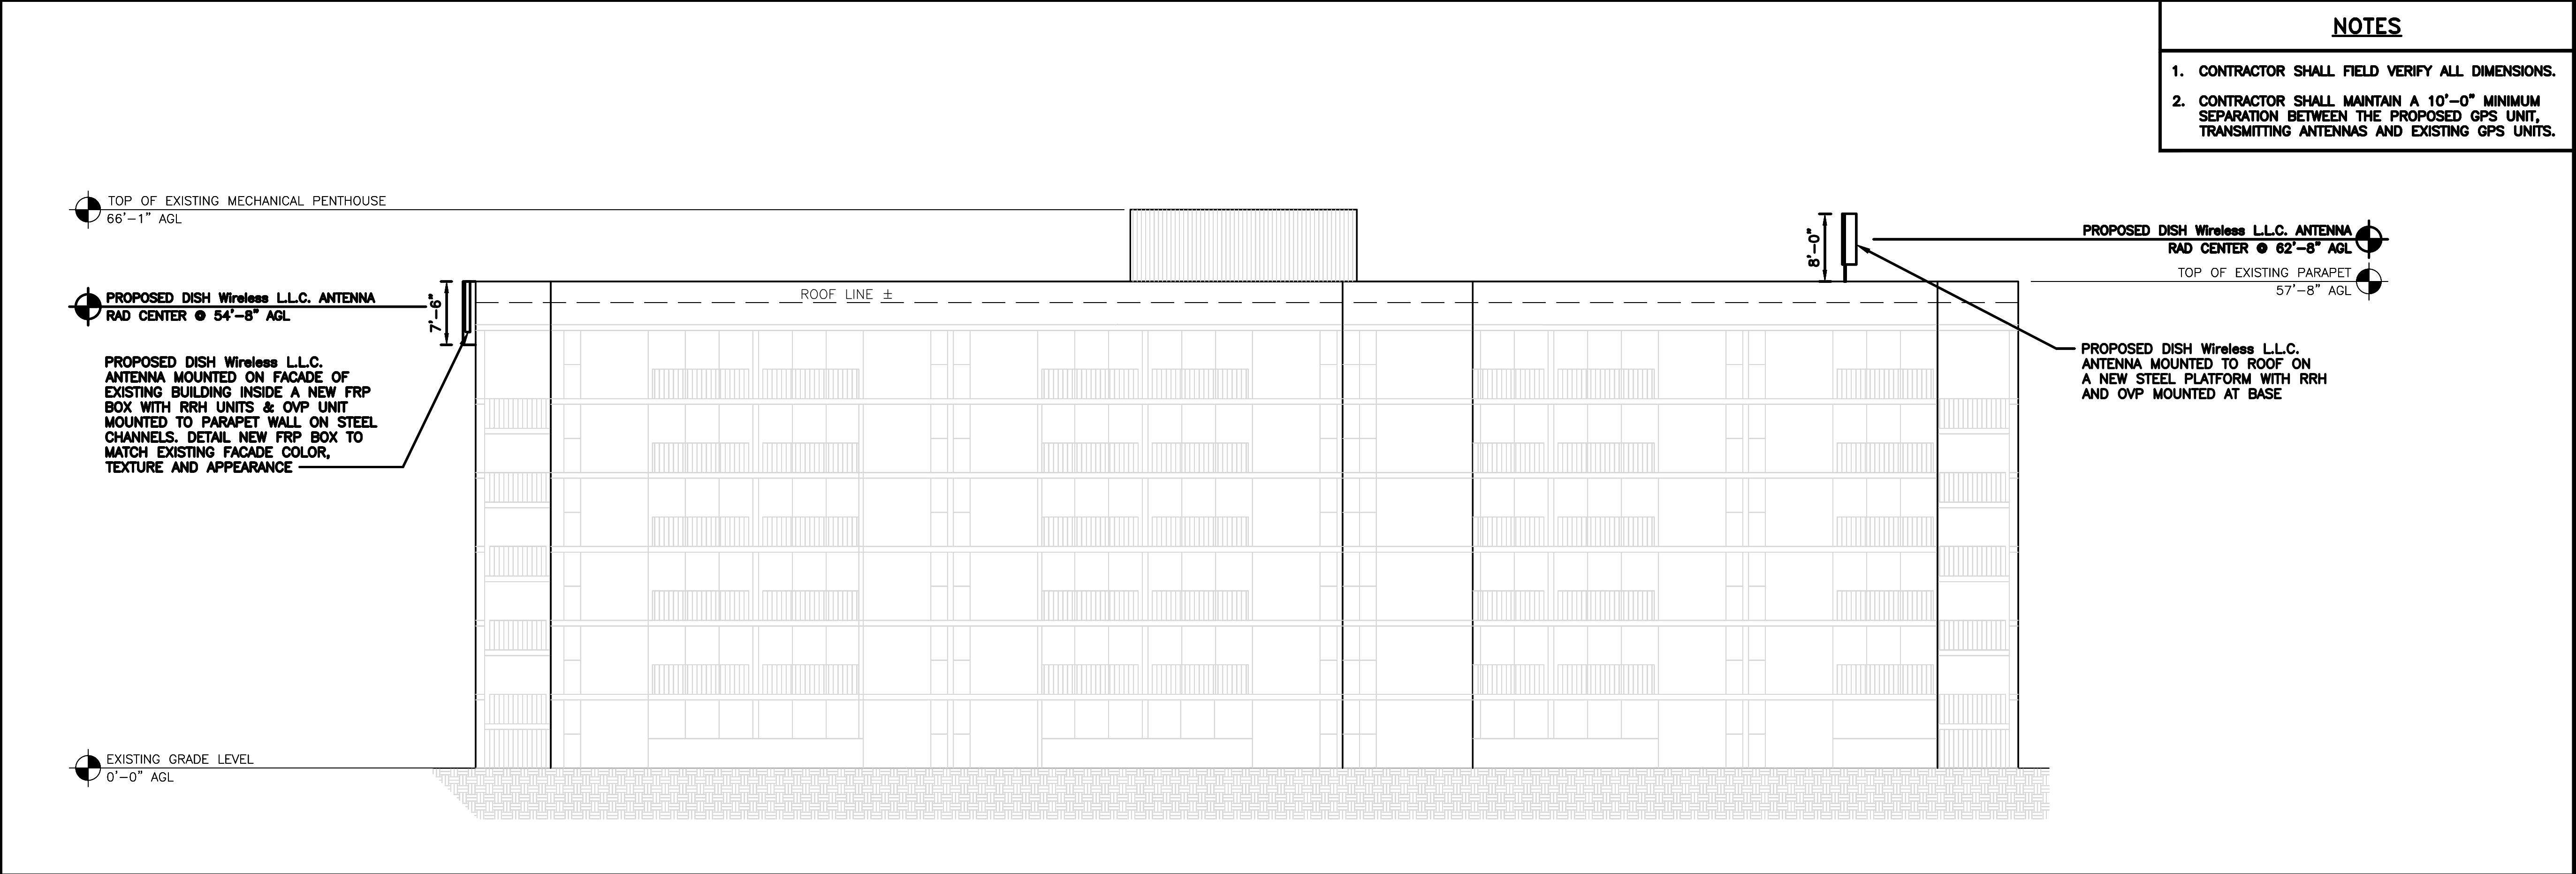 NOTES
1. CONTRACTOR SHALL FIELD VERIFY ALL DIMENSIONS.
2. CONTRACTOR SHALL MAINTAIN A 10'-0" MINIMUM
SEPARATION BETWEEN THE PROPOSED GPS UNIT,
TRANSMITTING ANTENNAS AND EXISTING GPS UNITS.
TOP OF EXISTING MECHANICAL PENTHOUSE
66'-1" AGL
PROPOSED DISH Wireless L.L.C. ANTENNA
RAD CENTER @ 54'-8" AGL
7'-6"
PROPOSED DISH Wireless L.L.C.
ANTENNA MOUNTED ON FACADE OF
EXISTING BUILDING INSIDE A NEW FRP
BOX WITH RRH UNITS & OVP UNIT
MOUNTED TO PARAPET WALL ON STEEL
CHANNELS. DETAIL NEW FRP BOX TO
MATCH EXISTING FACADE COLOR,
TEXTURE AND APPEARANCE
ROOF LINE ±
8'-0"
PROPOSED DISH Wireless L.L.C. ANTENNA
RAD CENTER @ 62'-8" AGL
TOP OF EXISTING PARAPET
57'-8" AGL
PROPOSED DISH Wireless L.L.C.
ANTENNA MOUNTED TO ROOF ON
A NEW STEEL PLATFORM WITH RRH
AND OVP MOUNTED AT BASE
EXISTING GRADE LEVEL
0'-0" AGL